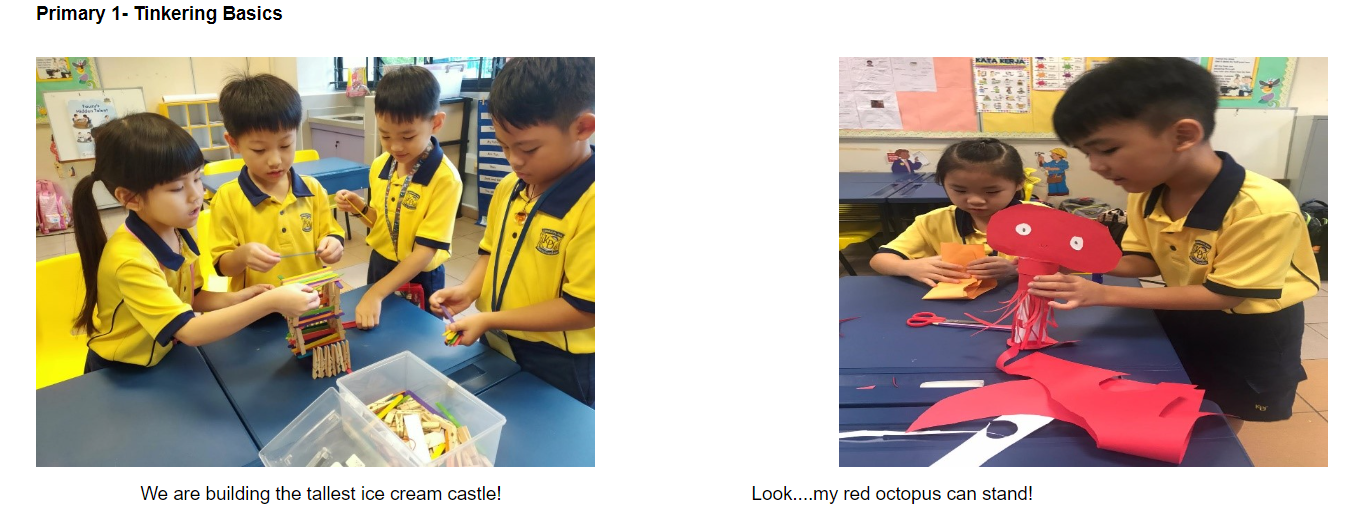 Primary 1- Tinkering Basics
KATA KERJA
We are building the tallest ice cream castle!
Look....my red octopus can stand!